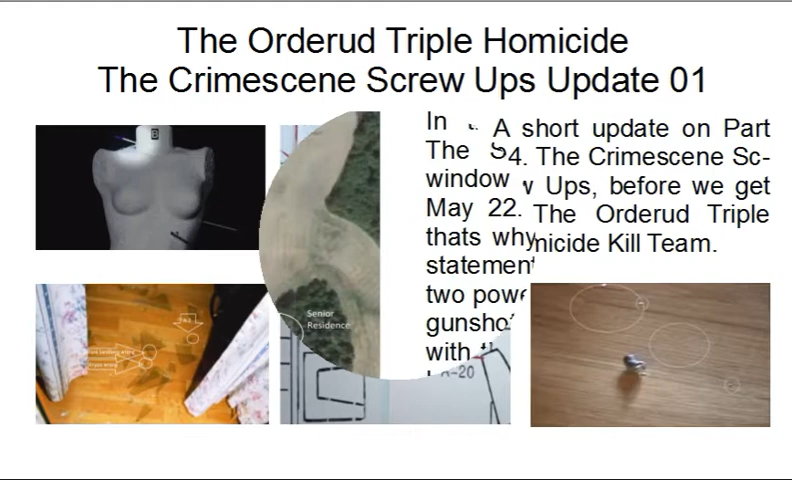 The Orderud Triple Homicide
The Crimescene Screw Ups Update 01
In
The S
window
May 22.
thats why
statement
two powe
gunsho
with
A short update on Part
4. The Crimescene Sc-
w Ups, before we get
The Orderud Triple
micide Kill Team.
B
Senior
Residence
-20